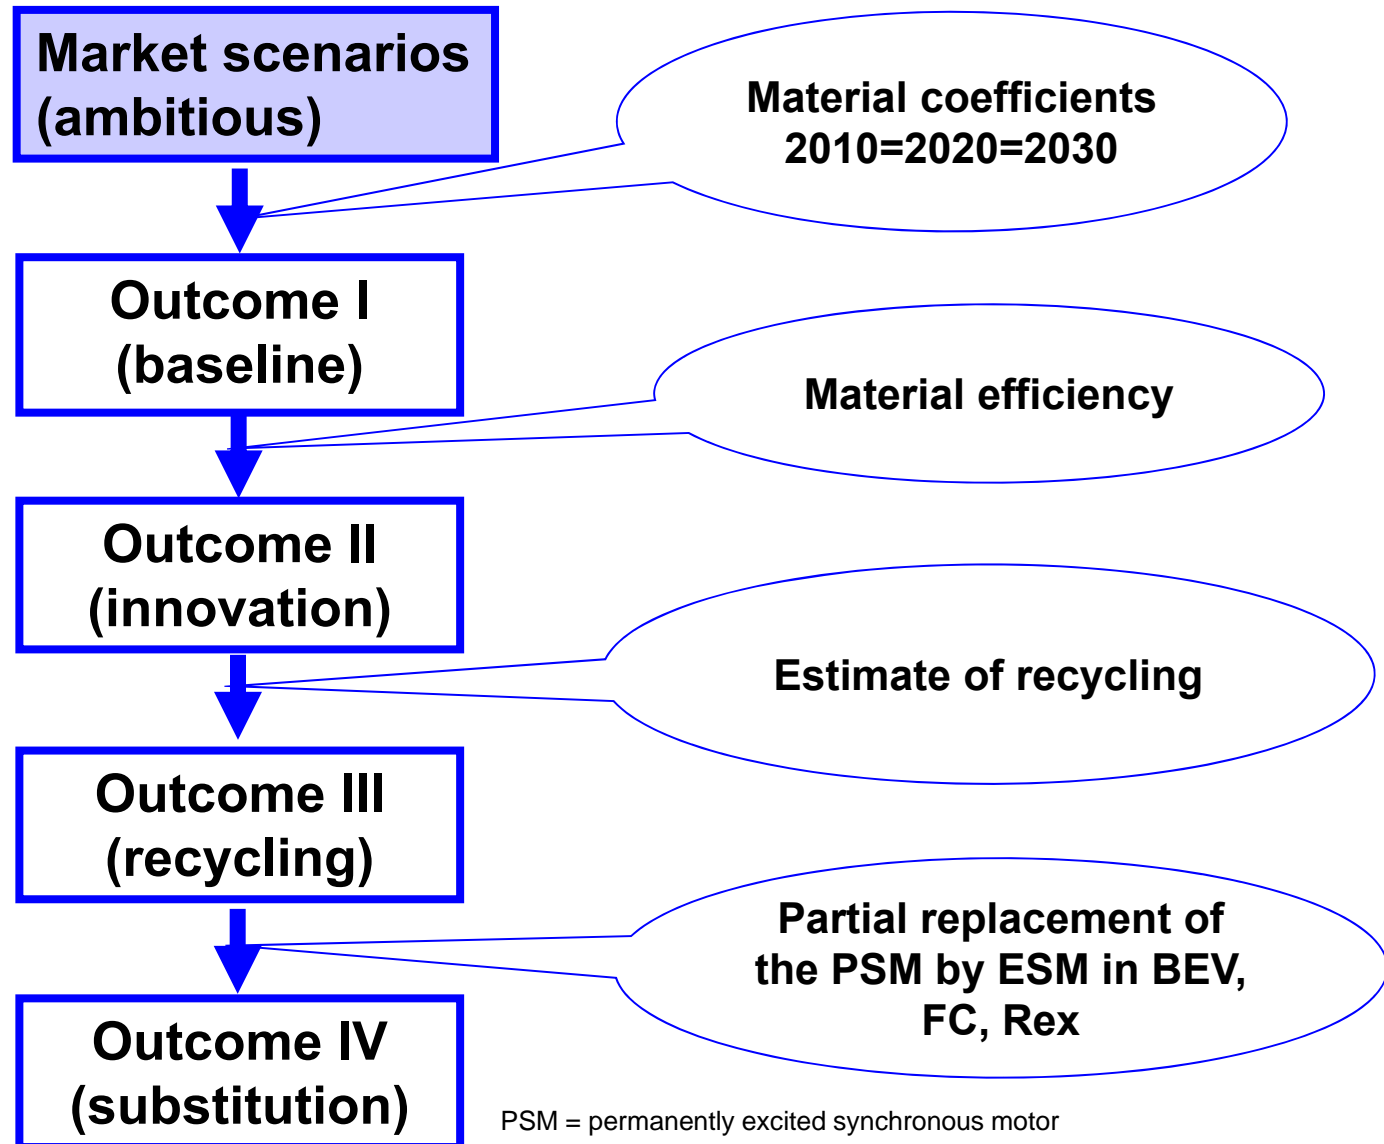 Market scenarios
(ambitious)
Material coefficients
2010=2020=2030
Outcome I
(baseline)
Material efficiency
Outcome II
(innovation)
Estimate of recycling
Outcome III
(recycling)
Partial replacement of
the PSM by ESM in BEV,
FC, Rex
Outcome IV
(substitution)
PSM = permanently excited synchronous motor